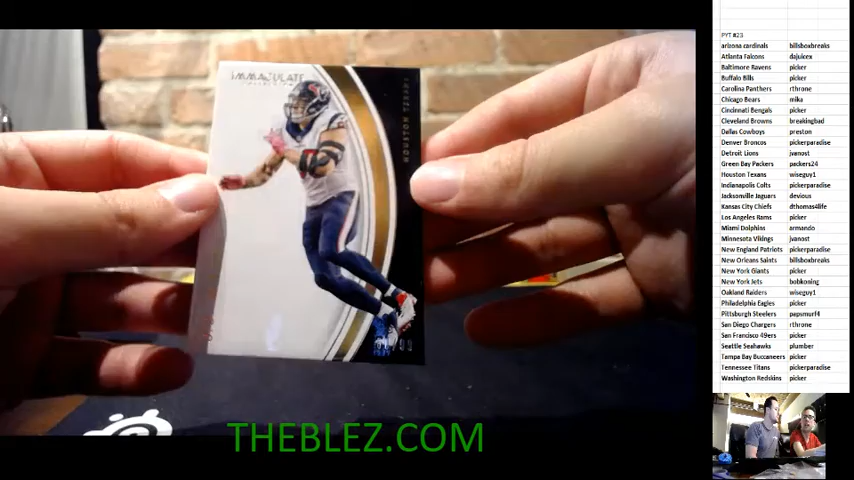 IMMACULATE
HOUSTON
THEBLEZ.COM
PYT #23
arizona cardinals billsboxbreaks
Atlanta Falcons dajuicex
Baltimore Ravens picker
Buffalo Bills picker
Carolina Panthers rthrone
Chicago Bears mika
Cincinnati Bengals picker
Cleveland Browns breakingbad
Dallas Cowboys preston
Denver Broncos pickerparadise
Detroit Lions jvanost
Green Bay Packers packers24
Houston Texans wiseguy1
Indianapolis Colts pickerparadise
Jacksonville Jaguars devious
Kansas City Chiefs dthomas4life
Los Angeles Rams picker
Miami Dolphins armando
Minnesota Vikings jvanost
New England Patriots pickerparadise
New Orleans Saints billsboxbreaks
New York Giants picker
New York Jets bobkoning
Oakland Raiders wiseguy1
Philadelphia Eagles picker
Pittsburgh Steelers papsmurf4
San Diego Chargers rthrone
San Francisco 49ers picker
Seattle Seahawks plumber
Tampa Bay Buccaneers picker
Tennessee Titans pickerparadise
Washington Redskins picker